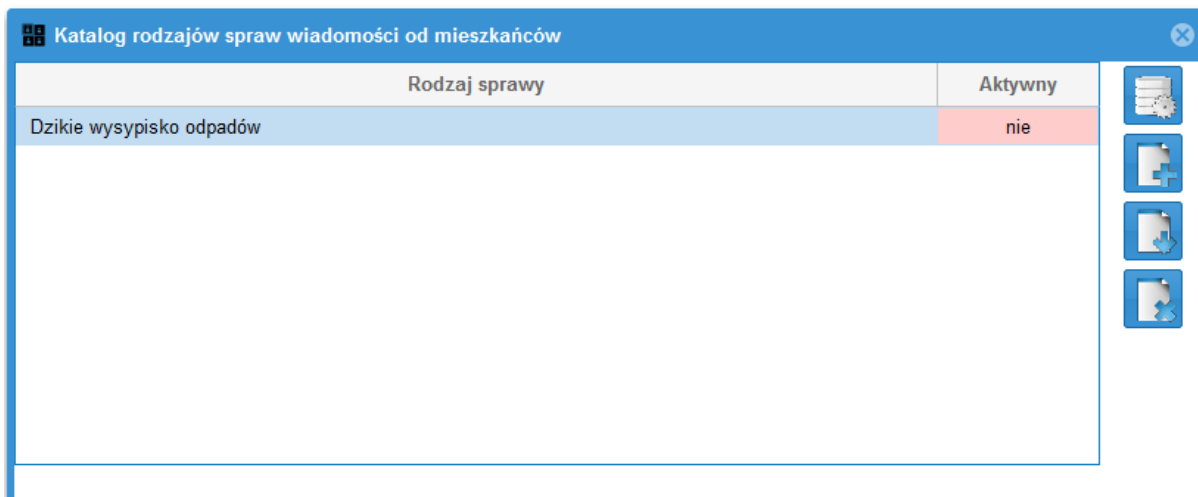 Katalog rodzajów spraw wiadomości od mieszkańców
Rodzaj sprawy Aktywny
Dzikie wysypisko odpadów nie